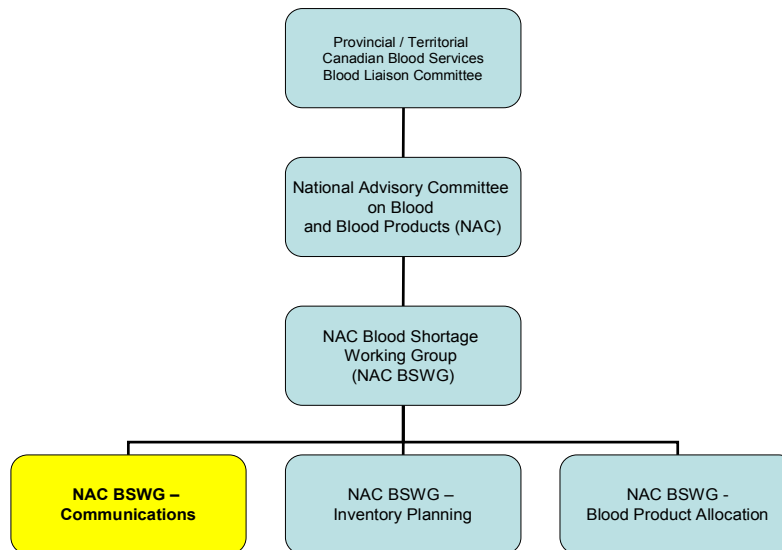 Provincial / Territorial
Canadian Blood Services
Blood Liaison Committee
National Advisory Committee
on Blood
and Blood Products (NAC)
NAC Blood Shortage
Working Group
(NAC BSWG)
NAC BSWG –
Communications
NAC BSWG –
Inventory Planning
NAC BSWG -
Blood Product Allocation